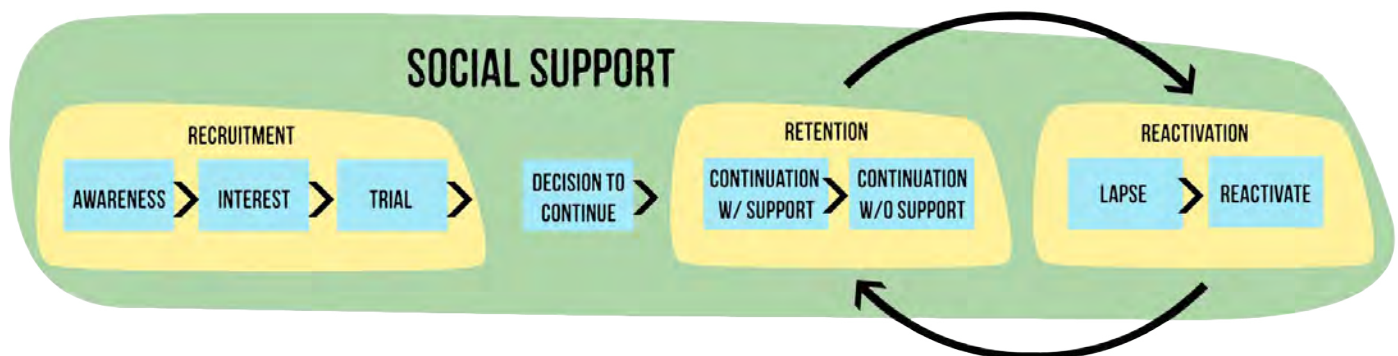 SOCIAL SUPPORT
RECRUITMENT
AWARENESS
INTEREST
TRIAL
DECISION TO
CONTINUE
RETENTION
CONTINUATION
W/ SUPPORT
CONTINUATION
W/O SUPPORT
REACTIVATION
LAPSE
REACTIVATE